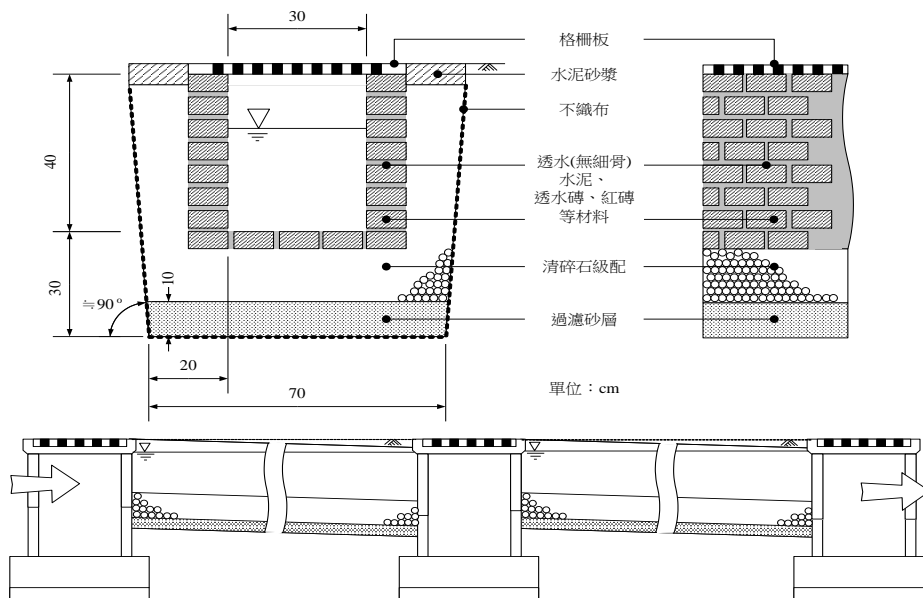 30
格柵板
水泥砂漿
不織布
40
透水(無細骨)
水泥、
透水磚、紅磚
等材料
30
10
清碎石級配
≒90°
過濾砂層
20
70
單位：cm